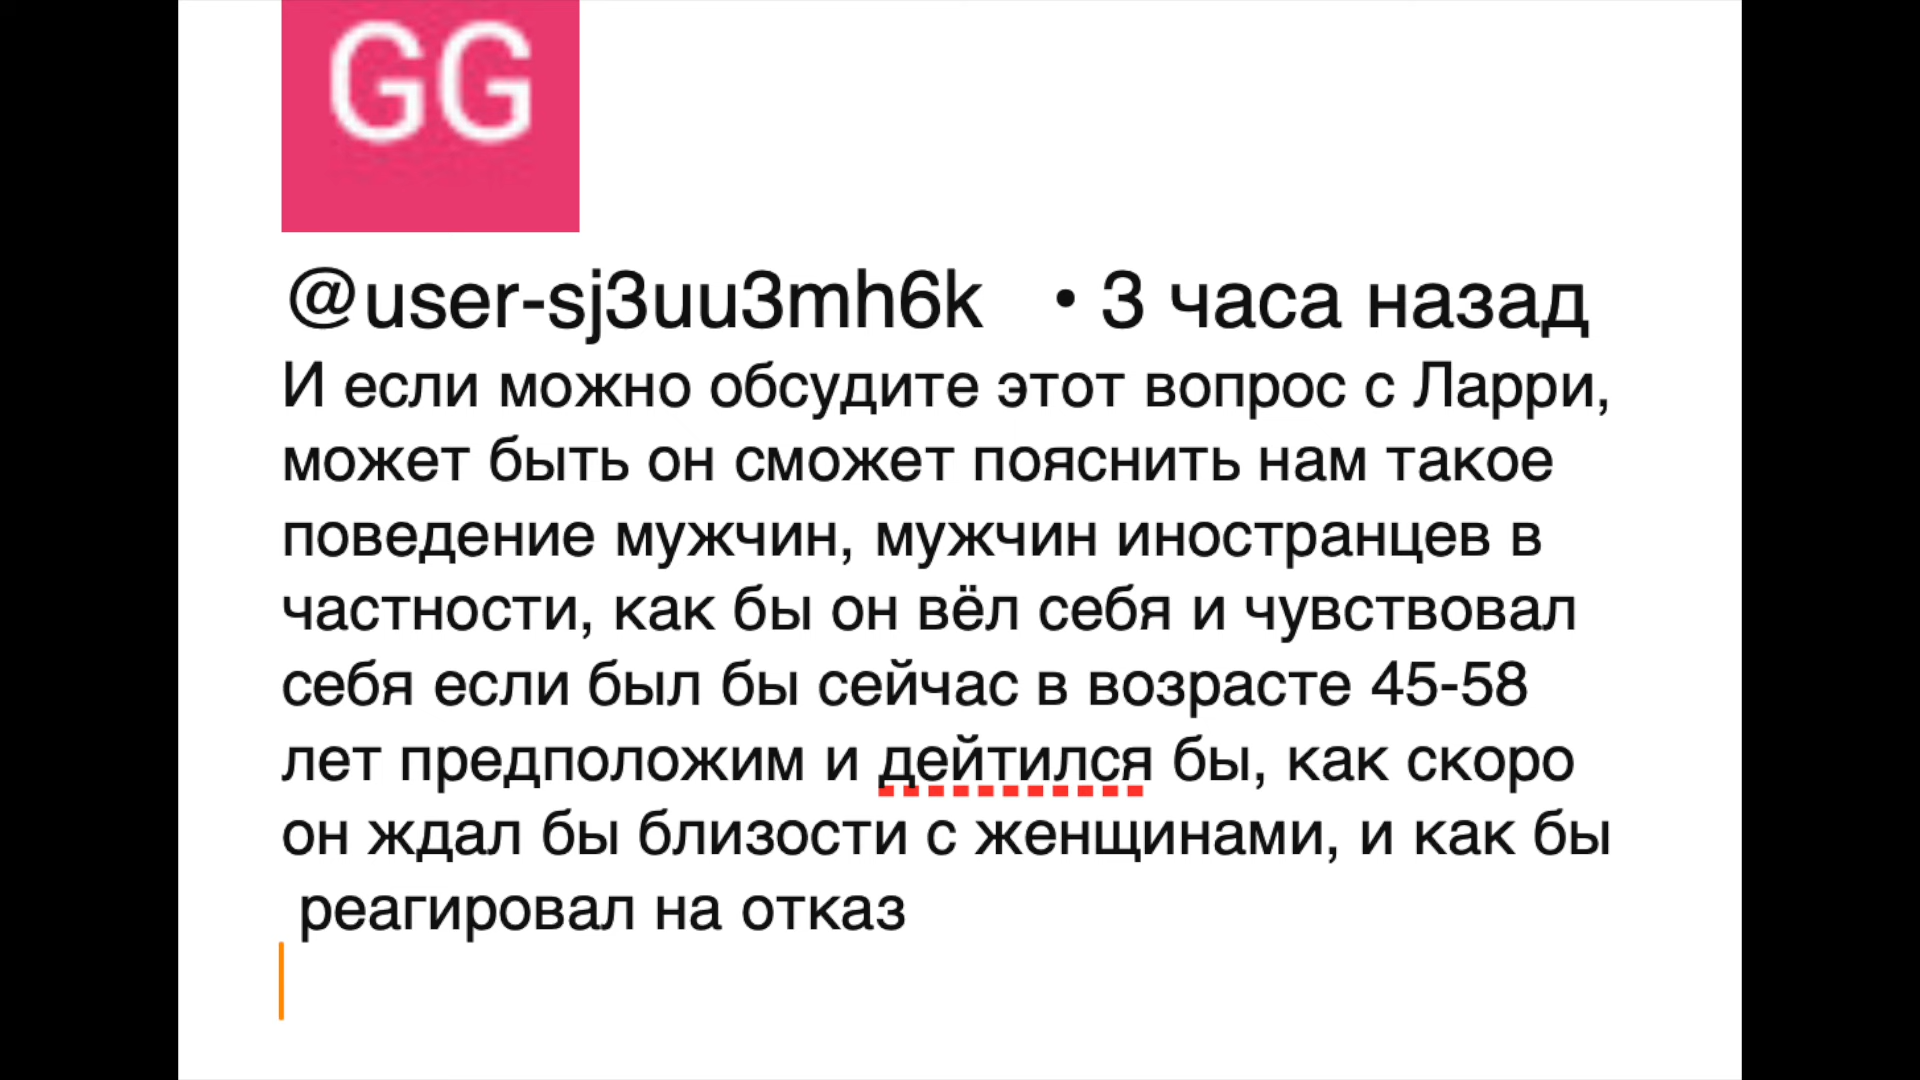 GG
@user-sj3uu3mh6k • 3 часа назад
И если можно обсудите этот вопрос с Ларри,
может быть он сможет пояснить нам такое
поведение мужчин, мужчин иностранцев в
частности, как бы он вёл себя и чувствовал
себя если был бы сейчас в возрасте 45-58
лет предположим и дейтился бы, как скоро
он ждал бы близости с женщинами, и как бы
реагировал на отказ